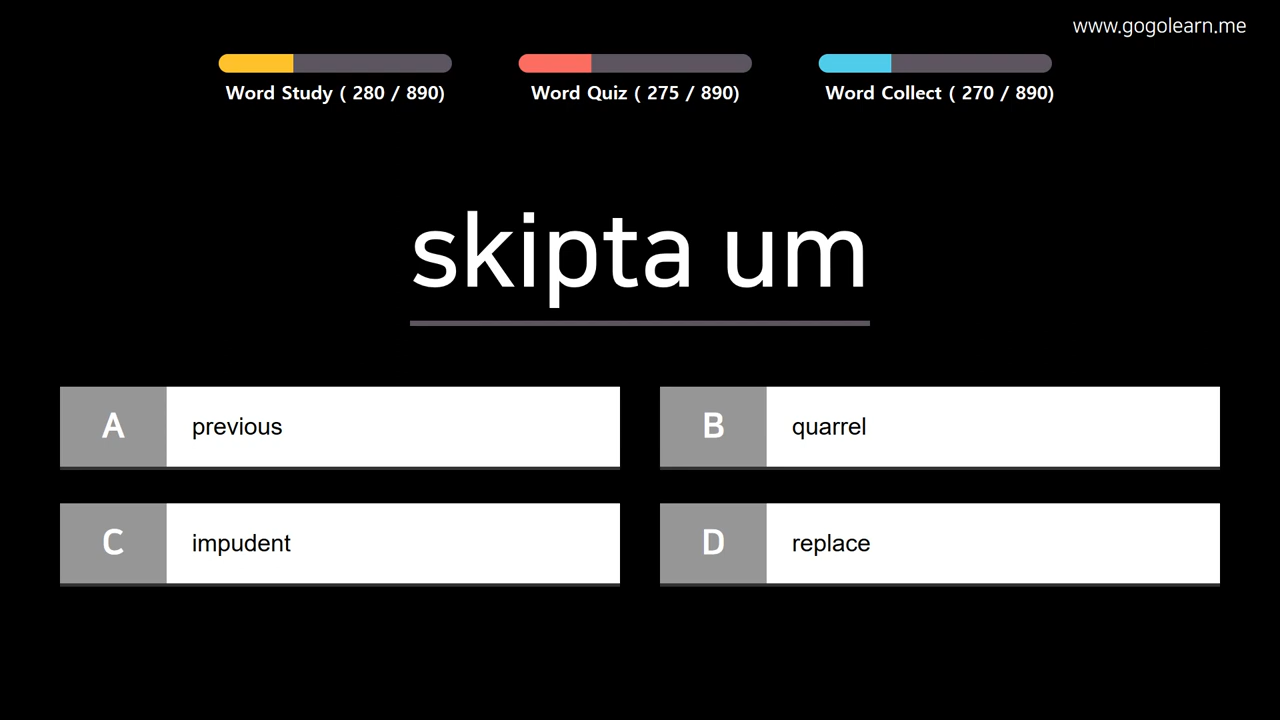 www.gogolearn.me
Word Study ( 280 / 890)
Word Quiz ( 275 / 890)
Word Collect ( 270 / 890)
skipta um
A previous
B quarrel
C impudent
D replace